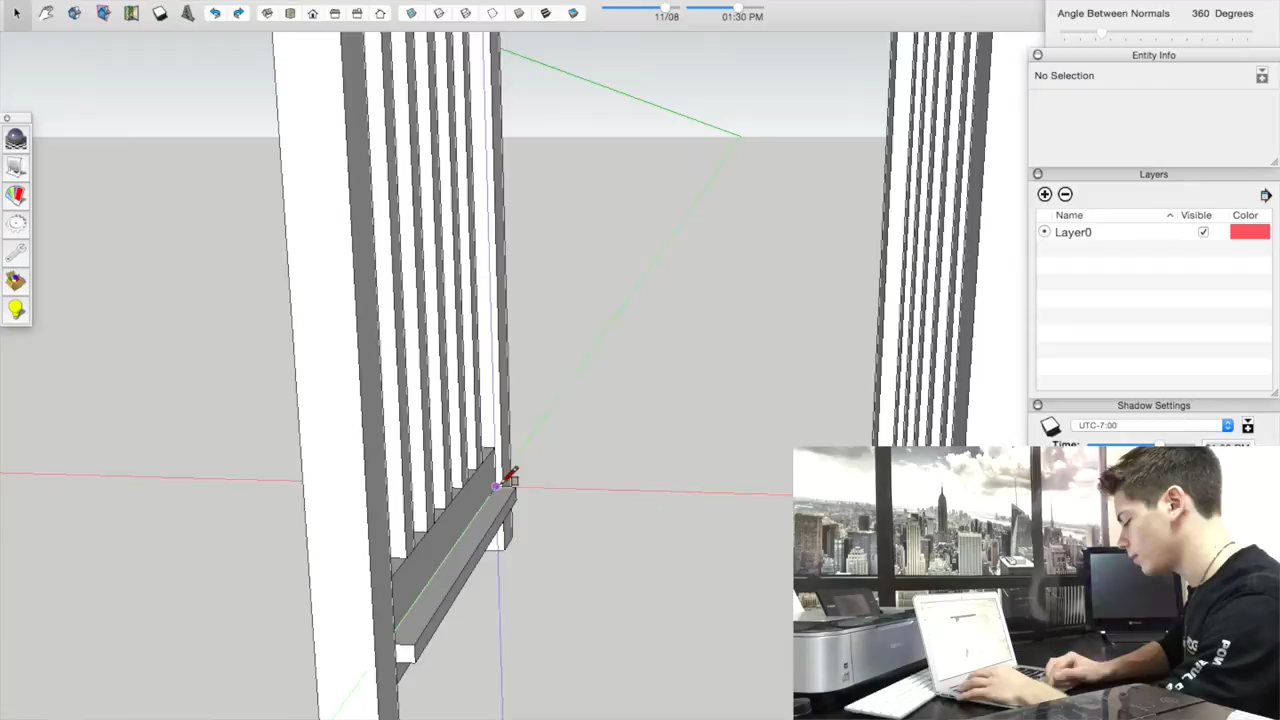 11/08
01:30 PM
Angle Between Normals 360 Degrees
Entity Info
No Selection
Layers
Name Visible Color
Layer0
Shadow Settings
UTC-7:00
Time: